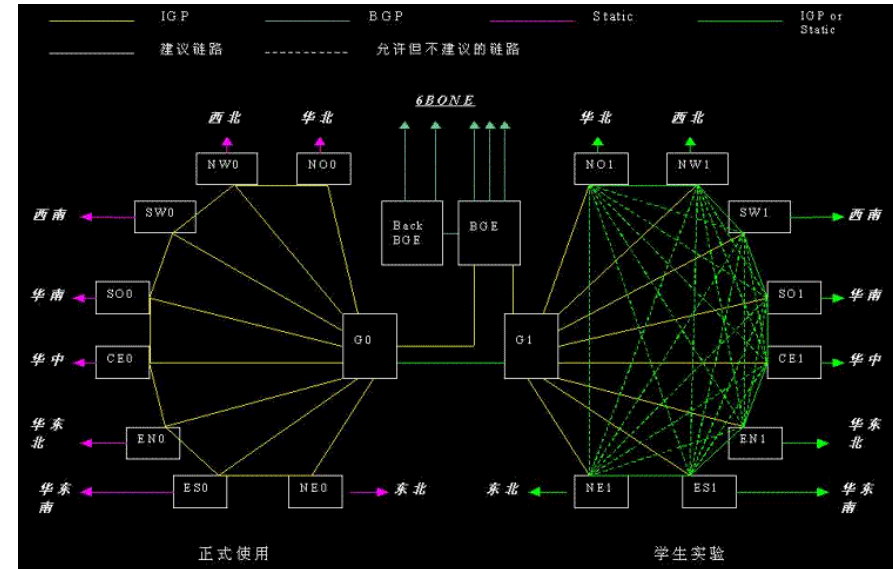 IGP
BGP
Static
IGP or
Static
建议链路
允许但不建议的链路
6BONE
西北
华北
华北
西北
NW0
NO0
NO1
NW1
西南
SW0
Back
BGE
BGE
SW1
西南
华南
SO0
SO1
华南
G0
G1
华中
CE0
CE1
华中
华东
北
EN0
EN1
华东
北
华东
南
ES0
NE0
东北
东北
NE1
ES1
华东
南
正式使用
学生实验